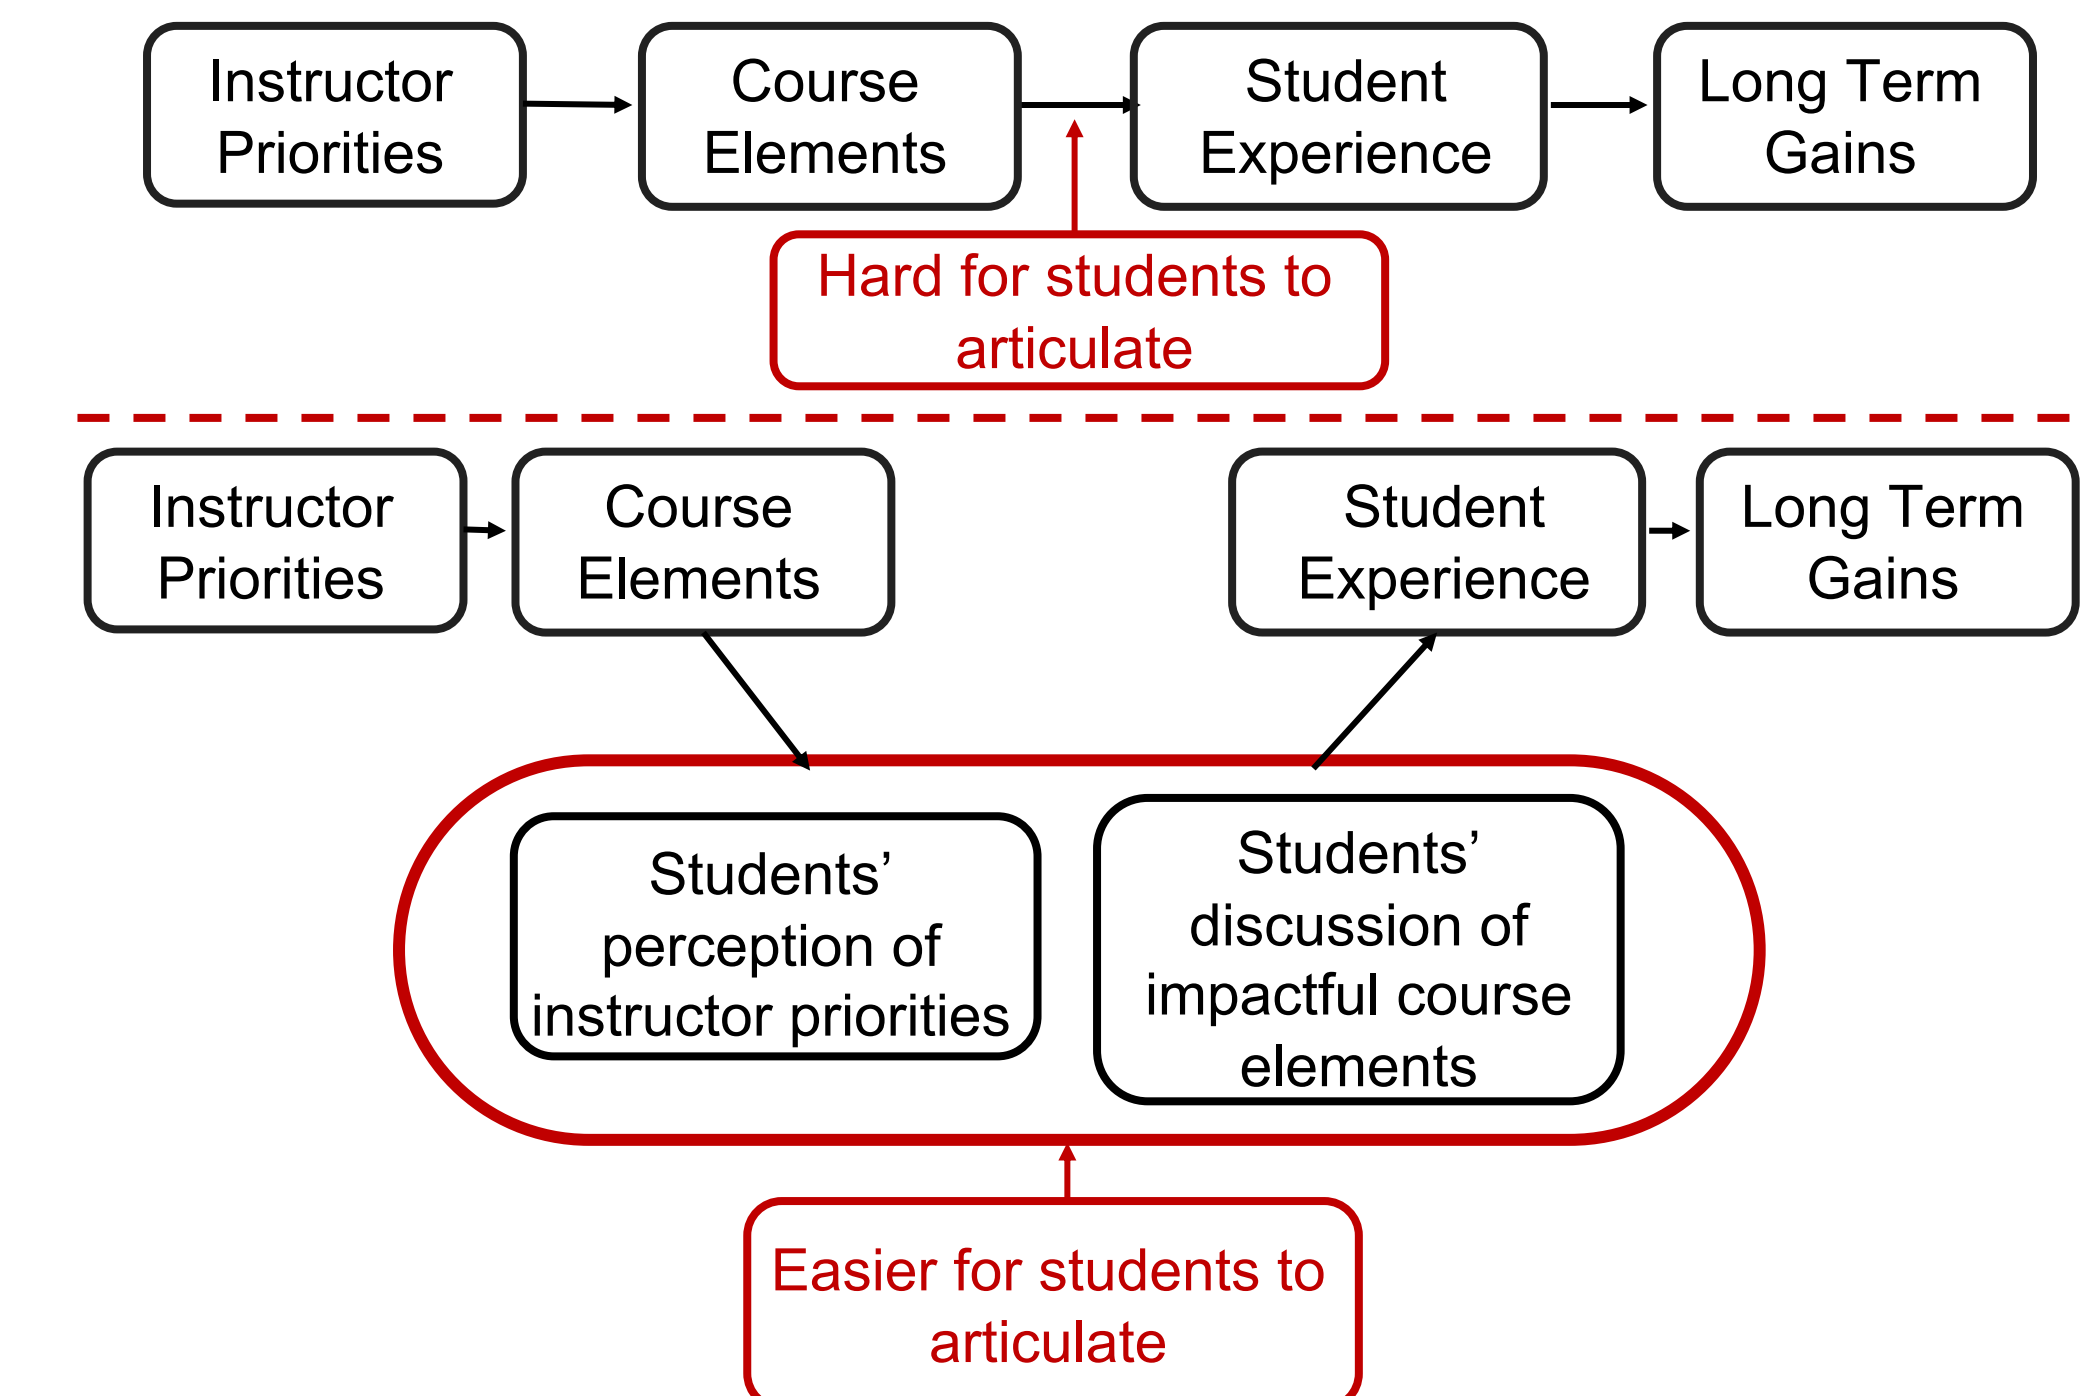 Instructor
Priorities
Course
Elements
Student
Experience
Long Term
Gains
Hard for students to
articulate
Instructor
Priorities
Course
Elements
Student
Experience
Long Term
Gains
Students’
perception of
instructor priorities
Students’
discussion of
impactful course
elements
Easier for students to
articulate